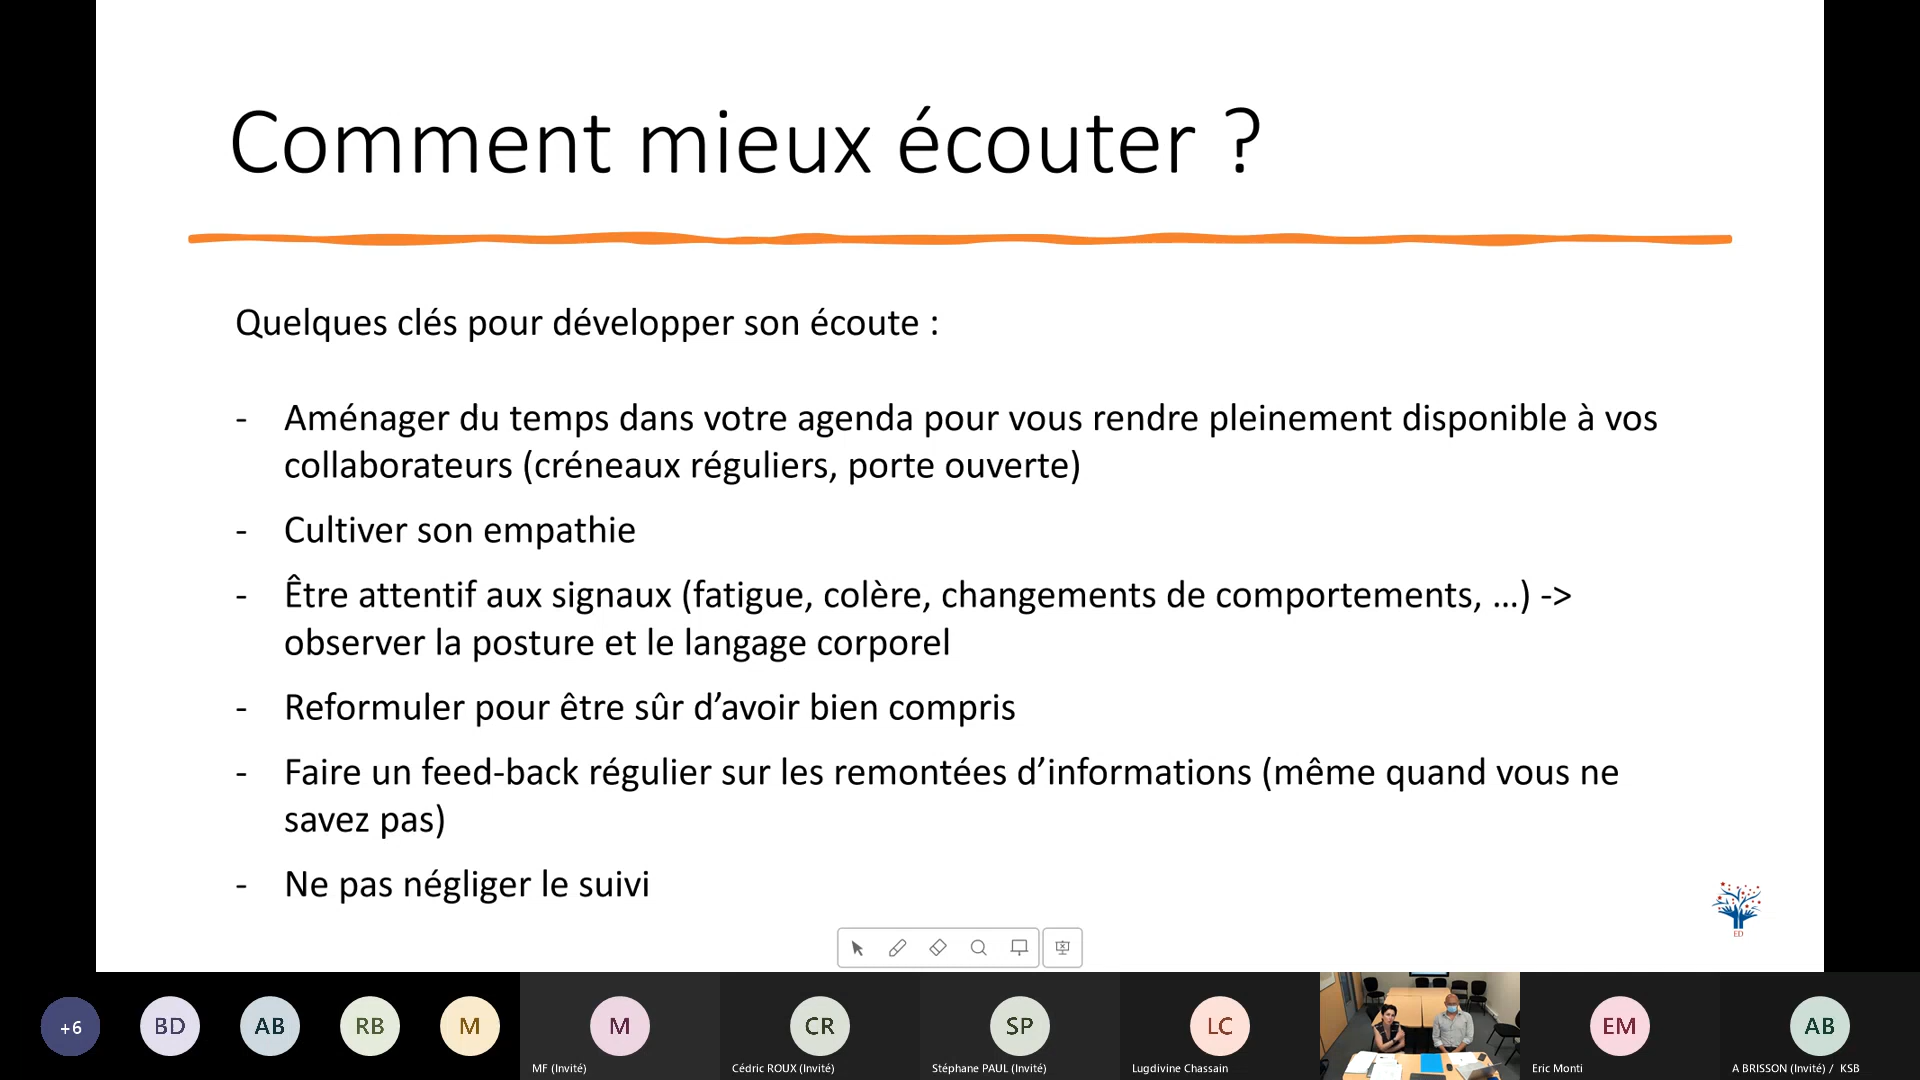 Comment mieux écouter ?
Quelques clés pour développer son écoute :
- Aménager du temps dans votre agenda pour vous rendre pleinement disponible à vos
collaborateurs (créneaux réguliers, porte ouverte)
- Cultiver son empathie
- Être attentif aux signaux (fatigue, colère, changements de comportements, ...) ->
observer la posture et le langage corporel
- Reformuler pour être sûr d’avoir bien compris
- Faire un feed-back régulier sur les remontées d’informations (même quand vous ne
savez pas)
- Ne pas négliger le suivi
ED
+6 BD AB RB M M CR SP LC EM AB
MF (Invité) Cédric ROUX (Invité) Stéphane PAUL (Invité) Lugdivine Chassain Eric Monti A BRISSON (Invité) / KSB